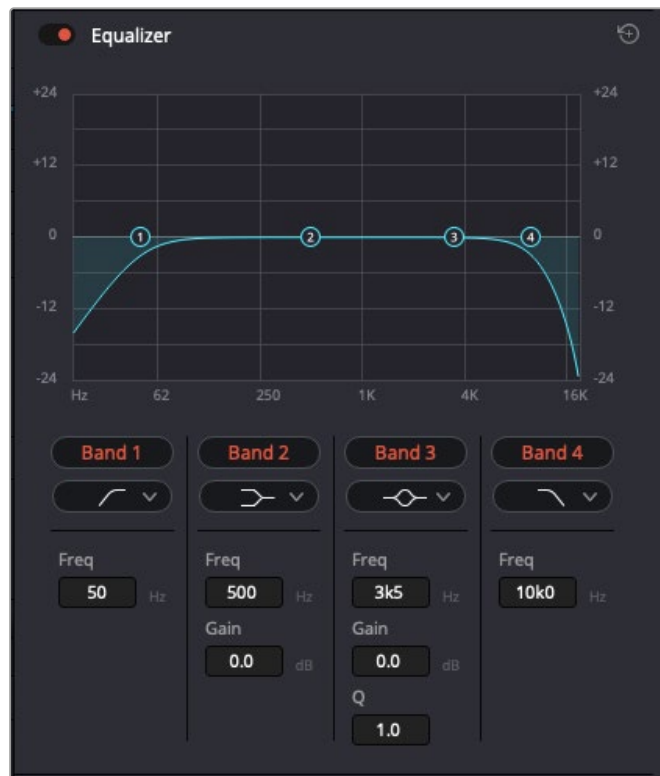 Equalizer
+24 +24
+12 +12
0 1 2 3 4 0
-12 -12
-24 -24
Hz 62 250 1K 4K 16K
Band 1 Band 2 Band 3 Band 4
Freq Freq Freq Freq
50 Hz 500 Hz 3k5 Hz 10k0 Hz
Gain Gain
0.0 dB 0.0 dB
Q
1.0